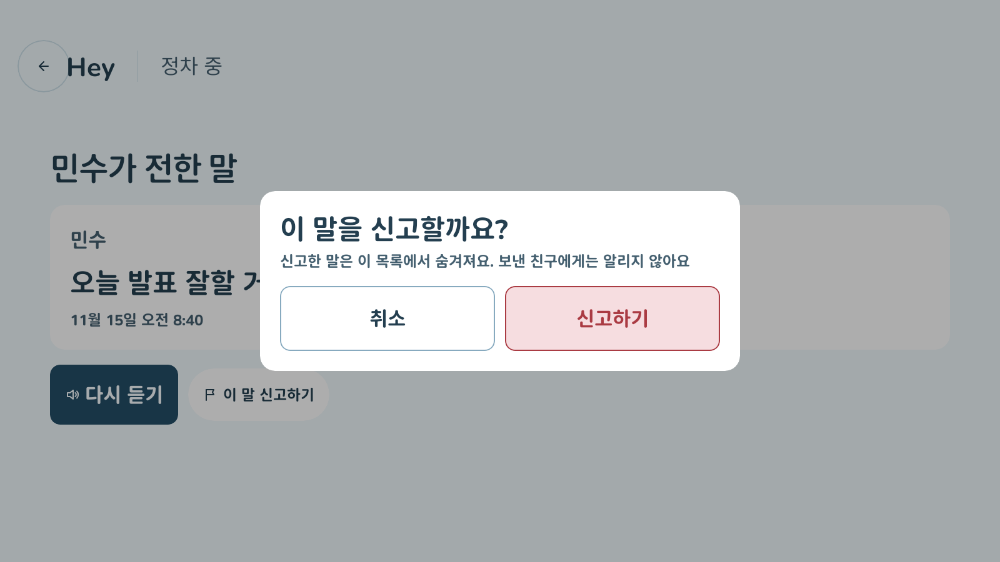 Hey
정차 중
민수가 전한 말
민수
오늘 발표 잘할
11월 15일 오전 8:40
다시 듣기
이 말 신고하기
이 말을 신고할까요?
신고한 말은 이 목록에서 숨겨져요. 보낸 친구에게는 알리지 않아요
취소
신고하기